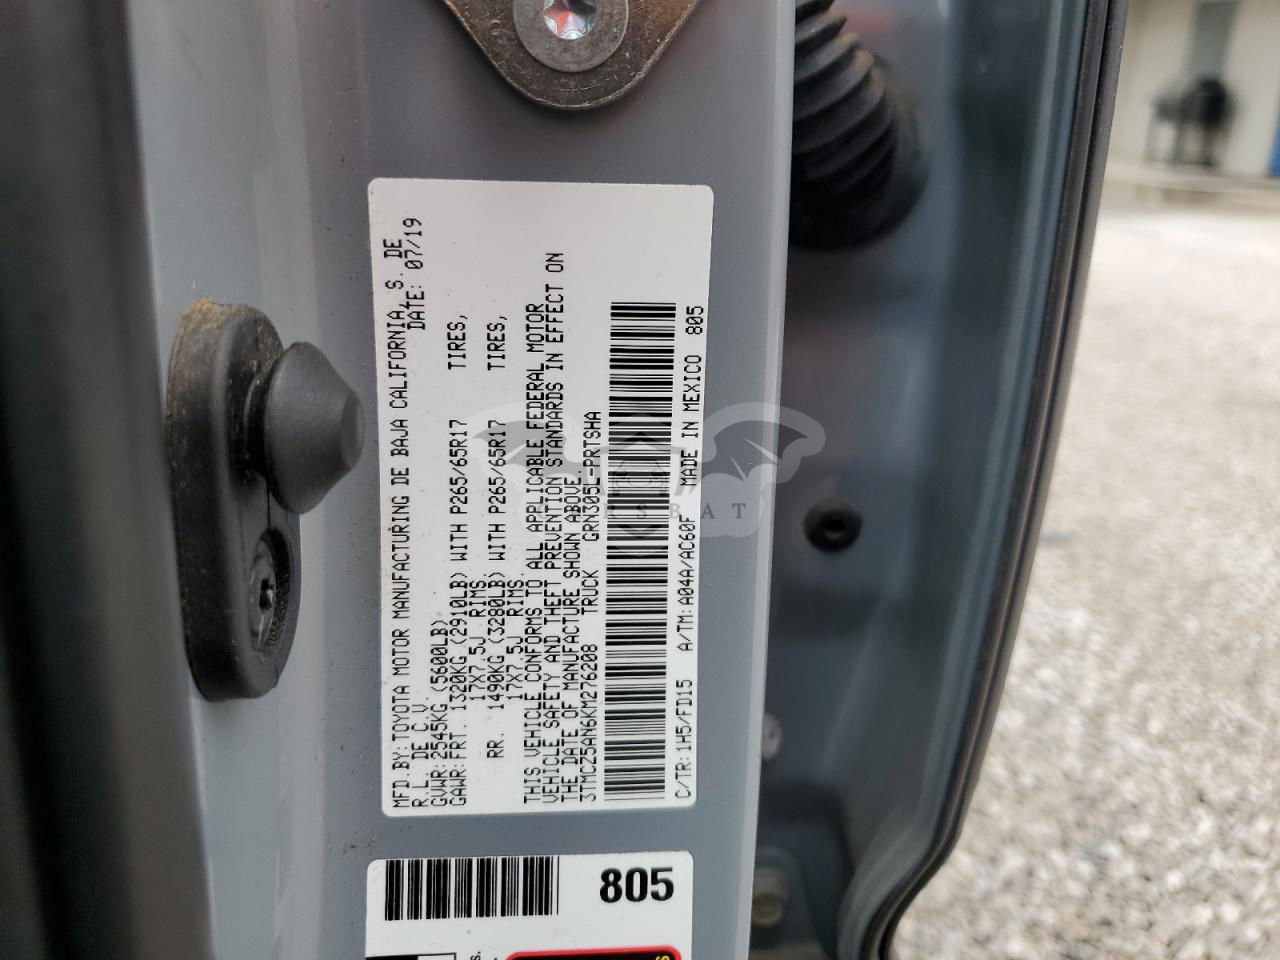 MFD.BY:TOYOTA MOTOR MANUFACTURING DE BAJA CALIFORNIA, S. DE
R.L. DE C.V. DATE: 07/19
GVWR:2545KG (5600LB)
GAWR:FRT. 1320KG (2910LB) WITH P265/65R17 TIRES,
17X7.5J RIMS.
RR. 1490KG (3280LB) WITH P265/65R17 TIRES,
17X7.5J RIMS.
THIS VEHICLE CONFORMS TO ALL APPLICABLE FEDERAL MOTOR
VEHICLE SAFETY AND THEFT PREVENTION STANDARDS IN EFFECT ON
THE DATE OF MANUFACTURE SHOWN ABOVE.
3TMCZ5AN6KM276208 TRUCK GRN305L-PRTSHA
C/TR:1H5/FD15 A/TM:A04A/AC60F MADE IN MEXICO 805
805